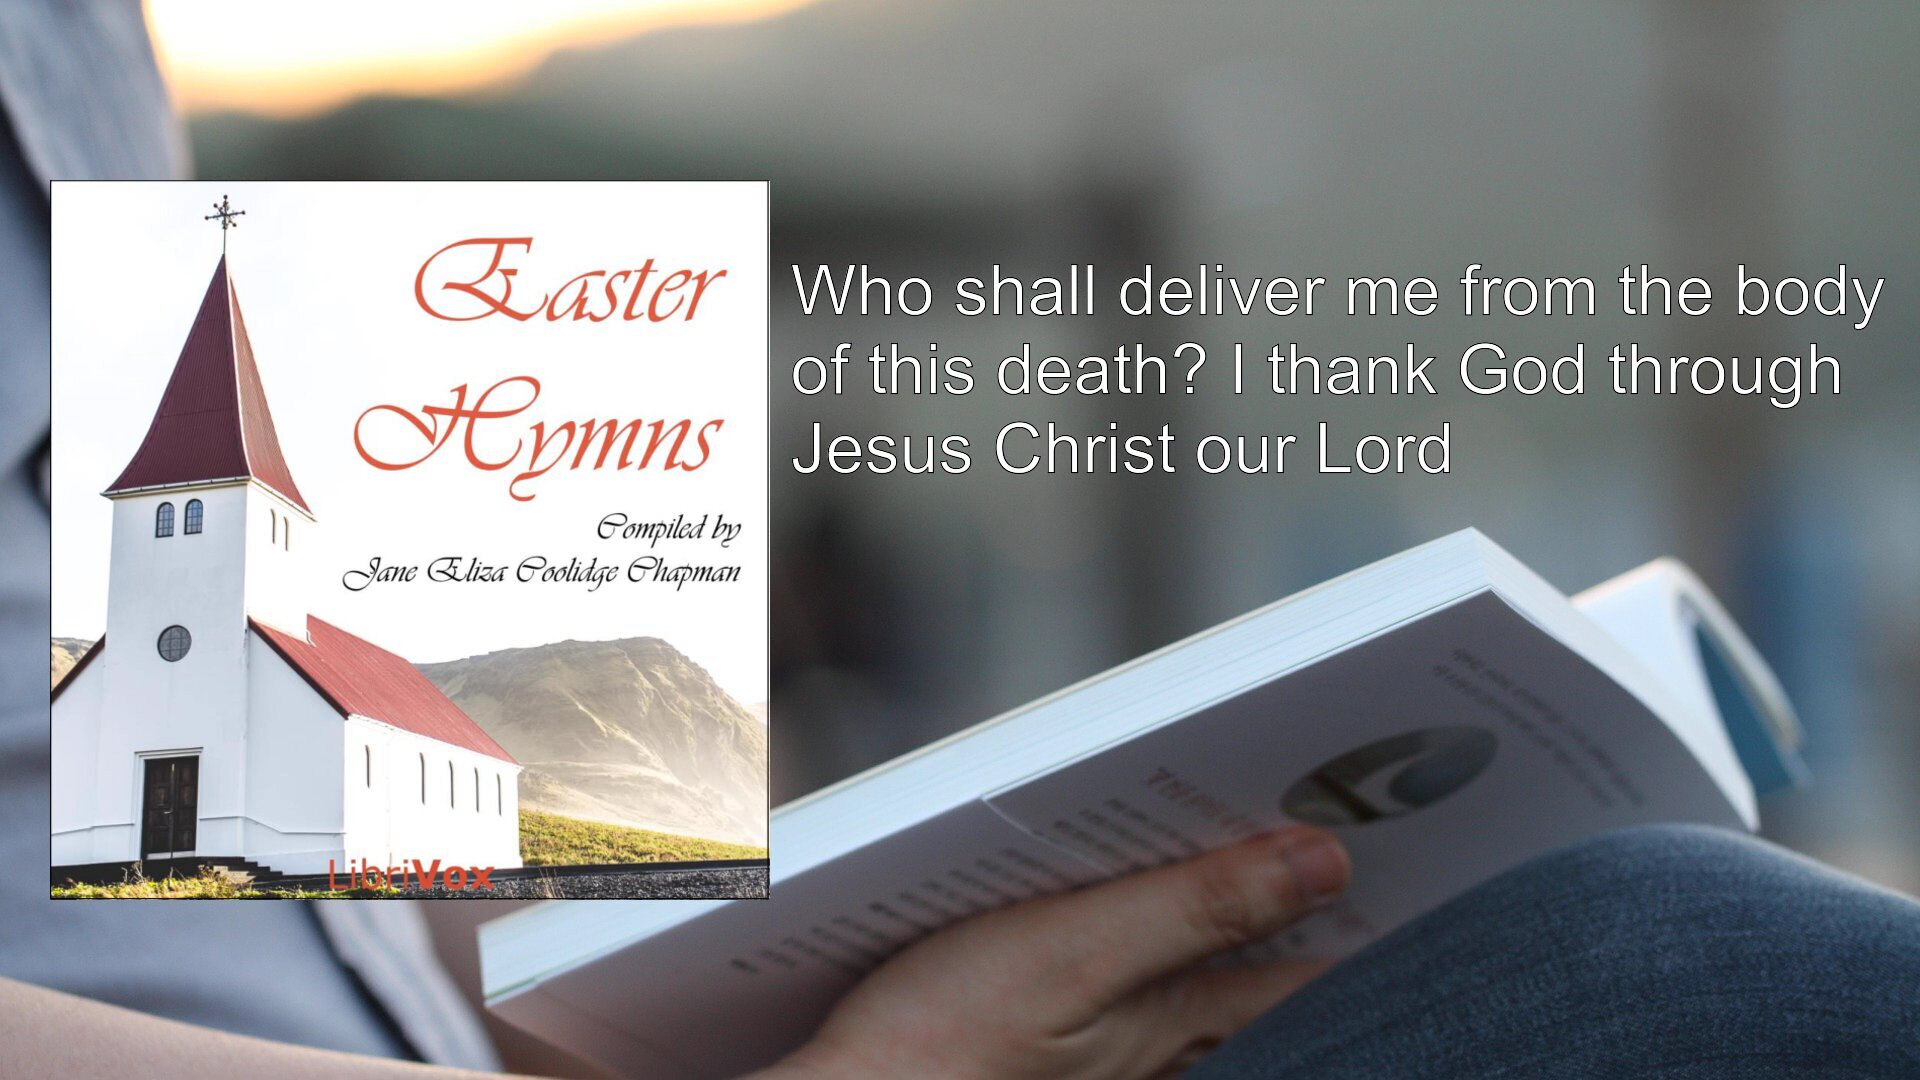 Easter
Hymns
Compiled by
Jane Eliza Coolidge Chapman
LibriVox
Who shall deliver me from the body
of this death? I thank God through
Jesus Christ our Lord